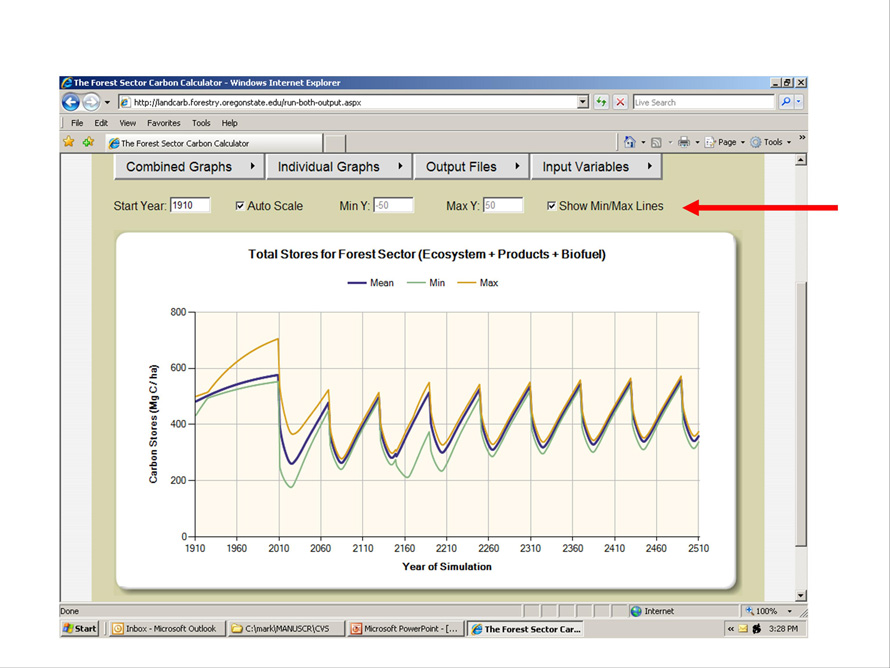 The Forest Sector Carbon Calculator - Windows Internet Explorer
http://landcarb.forestry.oregonstate.edu/run-both-output.aspx
Live Search
File Edit View Favorites Tools Help
The Forest Sector Carbon Calculator
Page Tools »
Combined Graphs Individual Graphs Output Files Input Variables
Start Year: 1910 Auto Scale Min Y: -50 Max Y: 50 Show Min/Max Lines
Total Stores for Forest Sector (Ecosystem + Products + Biofuel)
Mean Min Max
Carbon Stores (Mg C / ha)
800
600
400
200
0
1910 1960 2010 2060 2110 2160 2210 2260 2310 2360 2410 2460 2510
Year of Simulation
Done Internet 100%
Start Inbox - Microsoft Outlook C:\mark\MANUSCR\CVS Microsoft PowerPoint - [... The Forest Sector Car... « 3:28 PM